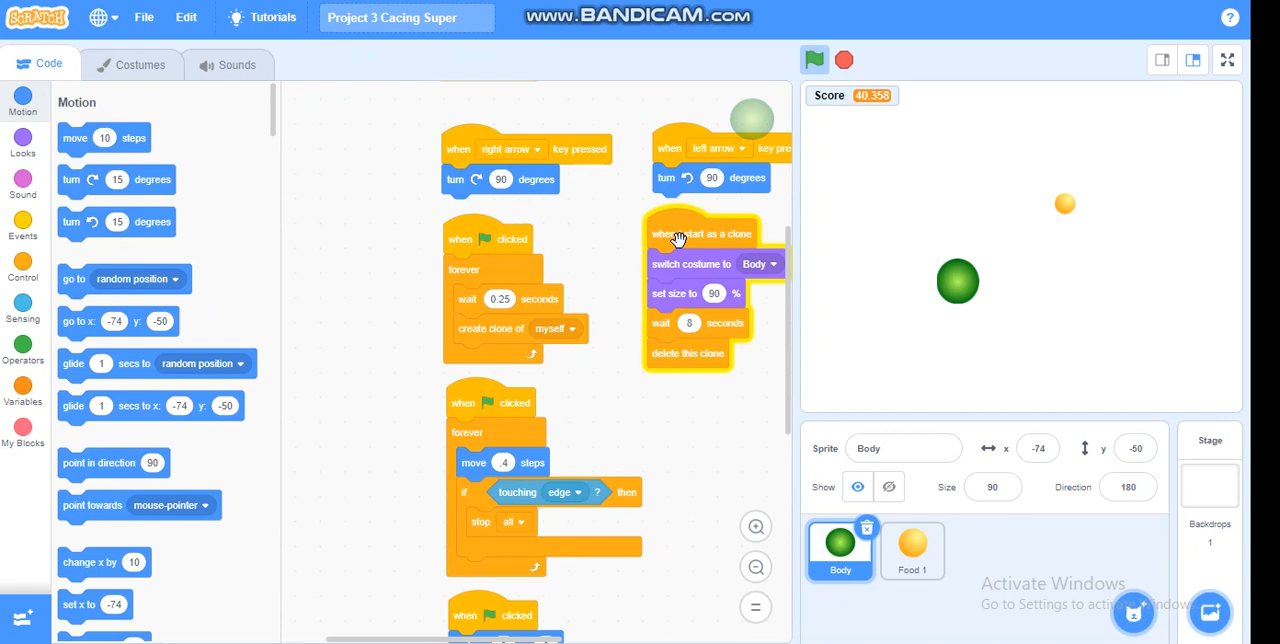 SCRATCH File Edit Tutorials Project 3 Cacing Super www.BANDICAM.com ?
Code Costumes Sounds
Motion
Looks
Sound
Events
Control
Sensing
Operators
Variables
My Blocks
Motion
move 10 steps
turn 15 degrees
turn 15 degrees
go to random position
go to x: -74 y: -50
glide 1 secs to random position
glide 1 secs to x: -74 y: -50
point in direction 90
point towards mouse-pointer
change x by 10
set x to -74
when right arrow key pressed
turn 90 degrees
when left arrow key pre
turn 90 degrees
when clicked
forever
wait 0.25 seconds
create clone of myself
start as a clone
switch costume to Body
set size to 90 %
wait 8 seconds
delete this clone
when clicked
forever
move .4 steps
if touching edge ? then
stop all
when clicked
Score 40.358
Sprite Body x -74 y -50
Show Size 90 Direction 180
Body
Food 1
Stage
Backdrops
1
Activate Windows
Go to Settings to activate Windows.